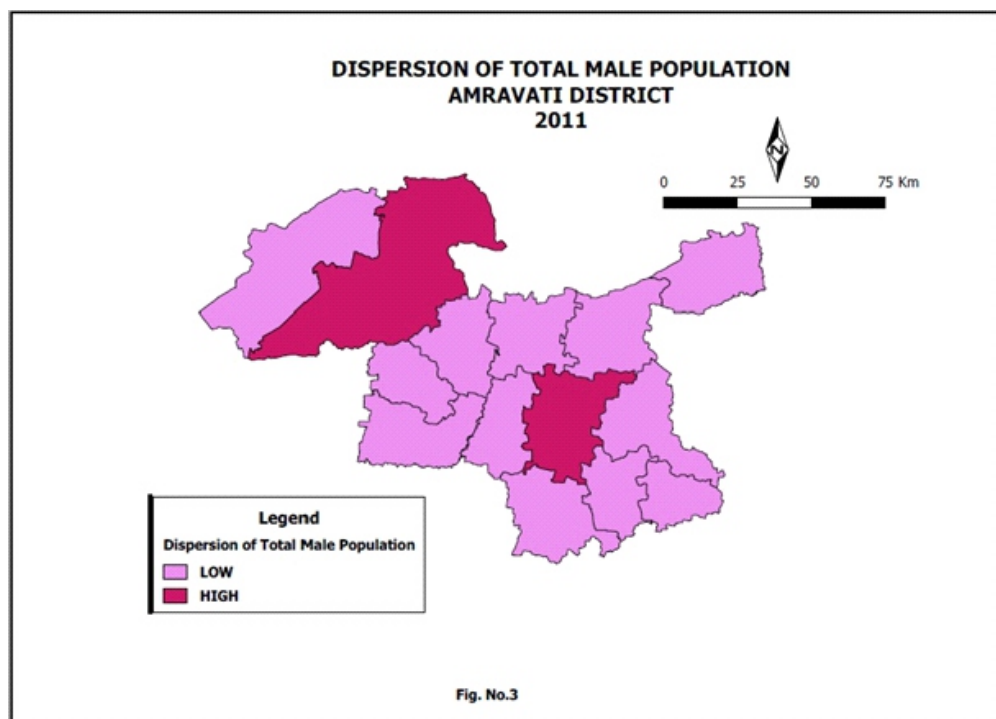 DISPERSION OF TOTAL MALE POPULATION
AMRAVATI DISTRICT
2011
N
0 25 50 75 Km
Legend
Dispersion of Total Male Population
LOW
HIGH
Fig. No.3